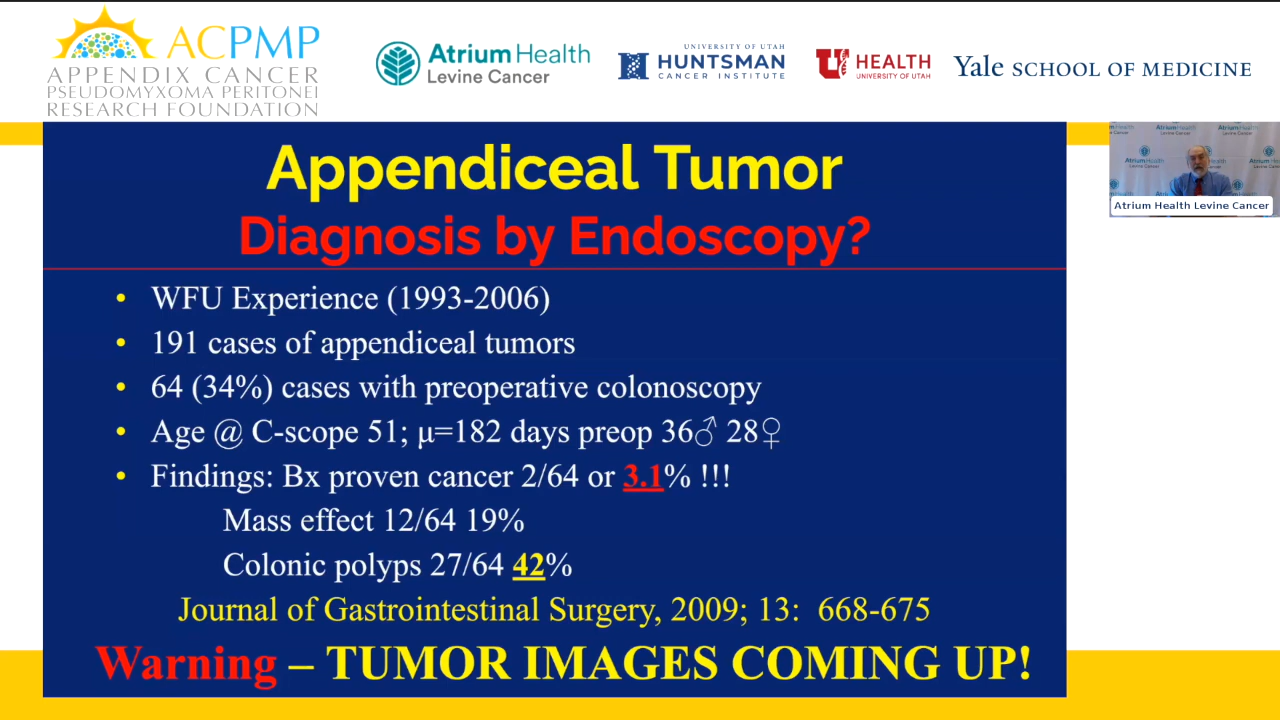 ACPMP
APPENDIX CANCER
PSEUDOMYXOMA PERITONEI
RESEARCH FOUNDATION
Atrium Health
Levine Cancer
UNIVERSITY OF UTAH
HUNTSMAN
CANCER INSTITUTE
U
HEALTH
UNIVERSITY OF UTAH
Yale SCHOOL OF MEDICINE
Appendiceal Tumor
Diagnosis by Endoscopy?
• WFU Experience (1993-2006)
• 191 cases of appendiceal tumors
• 64 (34%) cases with preoperative colonoscopy
• Age @ C-scope 51; µ=182 days preop 36♂ 28♀
• Findings: Bx proven cancer 2/64 or 3.1% !!!
Mass effect 12/64 19%
Colonic polyps 27/64 42%
Journal of Gastrointestinal Surgery, 2009; 13: 668-675
Warning – TUMOR IMAGES COMING UP!
AtriumHealth
Levine Cancer
Atrium Health Levine Cancer